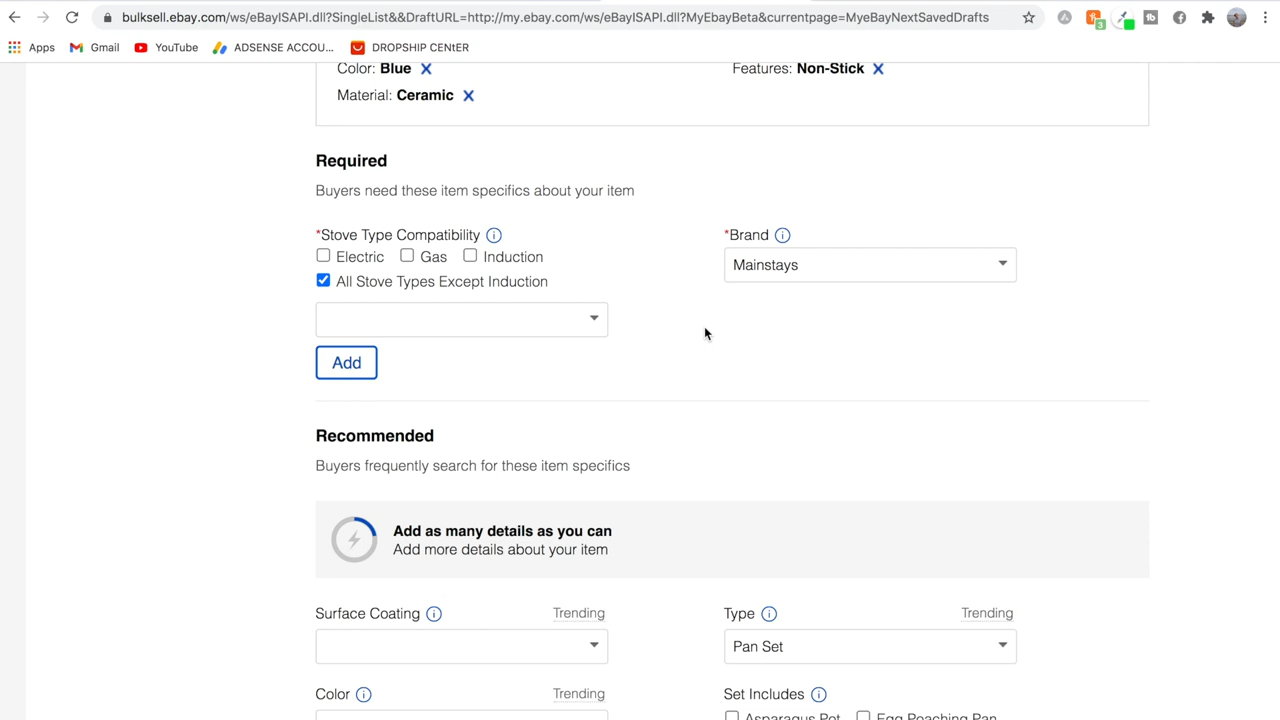 bulksell.ebay.com/ws/eBayISAPI.dll?SingleList&&DraftURL=http://my.ebay.com/ws/eBayISAPI.dll?MyEbayBeta&currentpage=MyeBayNextSavedDrafts
Apps Gmail YouTube ADSENSE ACCOU... DROPSHIP CENtER
Color: Blue Features: Non-Stick
Material: Ceramic
Required
Buyers need these item specifics about your item
*Stove Type Compatibility *Brand
Electric Gas Induction Mainstays
All Stove Types Except Induction
Add
Recommended
Buyers frequently search for these item specifics
Add as many details as you can
Add more details about your item
Surface Coating Trending Type Trending
Pan Set
Color Trending Set Includes
Asparagus Pot Egg Poaching Pan